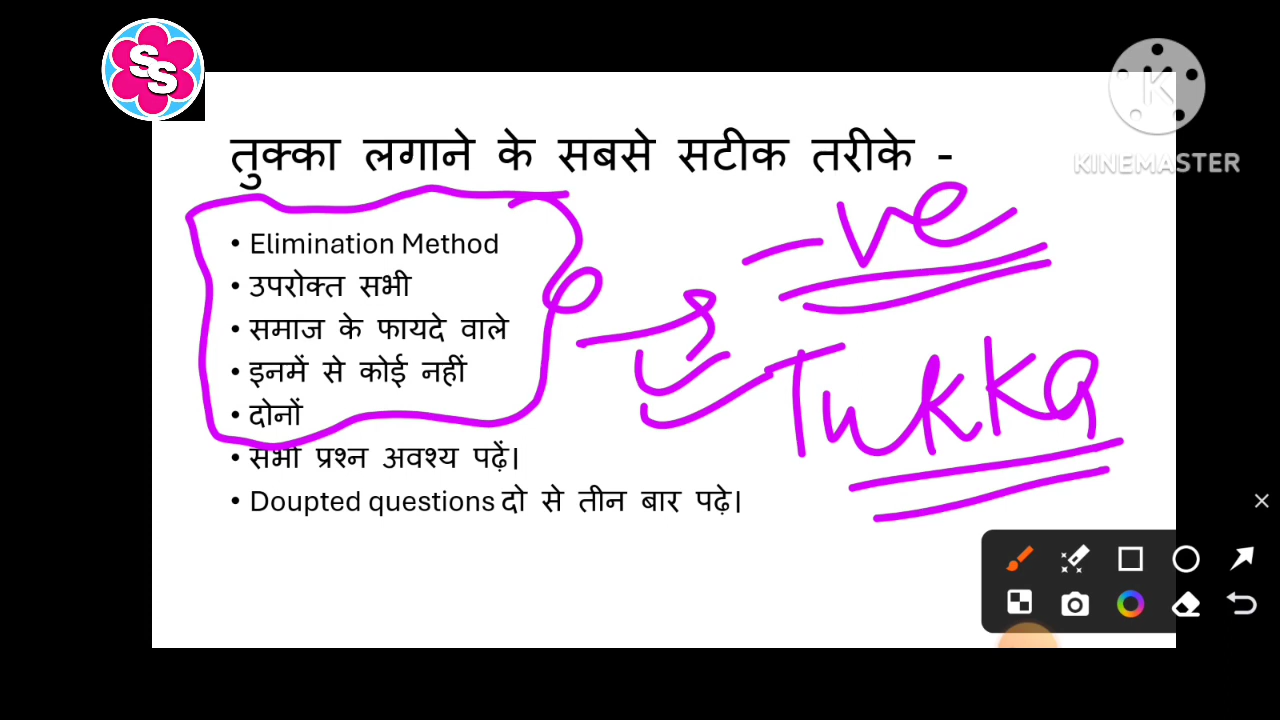 SS
KINEMASTER
तुक्का लगाने के सबसे सटीक तरीके -
-ve
• Elimination Method
• उपरोक्त सभी
• समाज के फायदे वाले
• इनमें से कोई नहीं
• दोनों
Tukka
• सभी प्रश्न अवश्य पढ़ें।
• Doupted questions दो से तीन बार पढ़े।